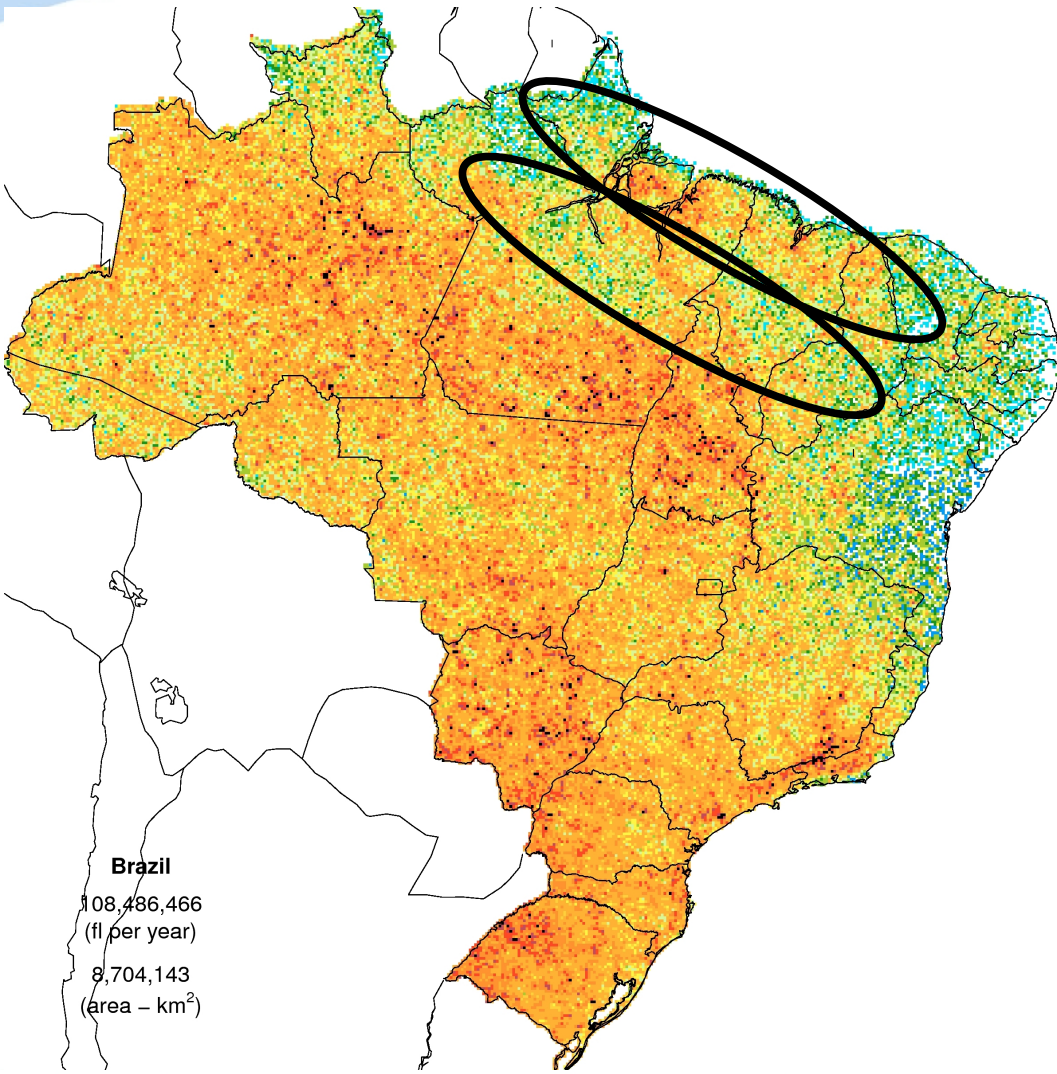 Brazil
108,486,466
(fl per year)
8,704,143
(area – km²)